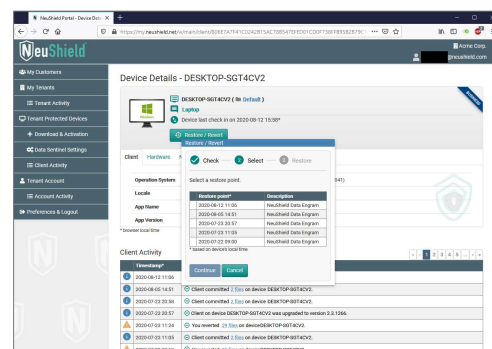 NeuShield Portal - Device Deta
https://my.neushield.net/
NeuShield
Acme Corp.
@neushield.com
My Customers
My Tenants
Tenant Activity
Tenant Protected Devices
Download & Activation
Data Sentinel Settings
Client Activity
Tenant Account
Account Activity
Preferences & Logout
Device Details - DESKTOP-SGT4CV2
DESKTOP-SGT4CV2 ( In Default )
Laptop
Device last check in on 2020-08-12 15:58*
Restore / Revert
Restore / Revert
Client Hardware
Check 2 Select 3 Restore
Select a restore point.
Operating System
Locale
App Name
App Version
* browser local time
Restore point* Description
2020-08-12 11:06 NeuShield Data Engram
2020-08-05 14:51 NeuShield Data Engram
2020-07-23 20:57 NeuShield Data Engram
2020-07-23 11:05 NeuShield Data Engram
2020-07-22 09:00 NeuShield Data Engram
* based on device's local time
Continue Cancel
Client Activity
1 2 3 4 5
Timestamp*
2020-08-12 11:06
2020-08-05 14:51 Client committed 2 files on device DESKTOP-SGT4CV2.
2020-07-23 20:58 Client committed 2 files on device DESKTOP-SGT4CV2.
2020-07-23 20:57 Client on device DESKTOP-SGT4CV2 was upgraded to version 2.3.1266.
2020-07-23 11:24 You reverted 29 files on deviceDESKTOP-SGT4CV2.
2020-07-23 11:05 Client committed 2 files on device DESKTOP-SGT4CV2.